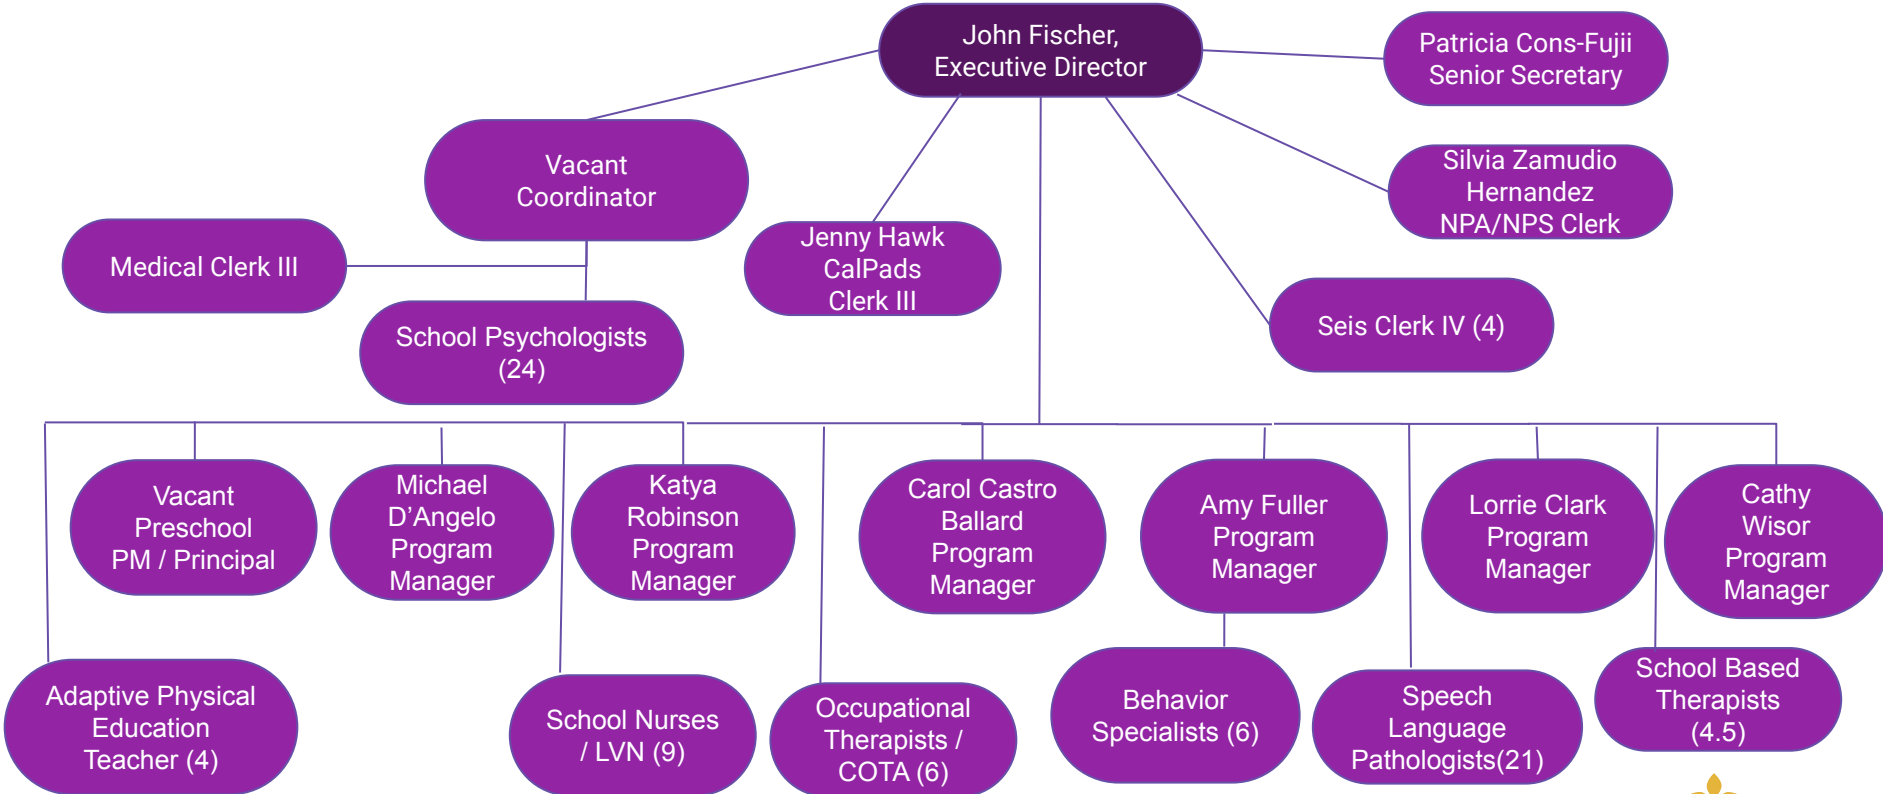 John Fischer,
Executive Director
Patricia Cons-Fujii
Senior Secretary
Vacant
Coordinator
Silvia Zamudio
Hernandez
NPA/NPS Clerk
Medical Clerk III
Jenny Hawk
CalPads
Clerk III
Seis Clerk IV (4)
School Psychologists
(24)
Vacant
Preschool
PM / Principal
Michael
D’Angelo
Program
Manager
Katya
Robinson
Program
Manager
Carol Castro
Ballard
Program
Manager
Amy Fuller
Program
Manager
Lorrie Clark
Program
Manager
Cathy
Wisor
Program
Manager
Adaptive Physical
Education
Teacher (4)
School Nurses
/ LVN (9)
Occupational
Therapists /
COTA (6)
Behavior
Specialists (6)
Speech
Language
Pathologists(21)
School Based
Therapists
(4.5)